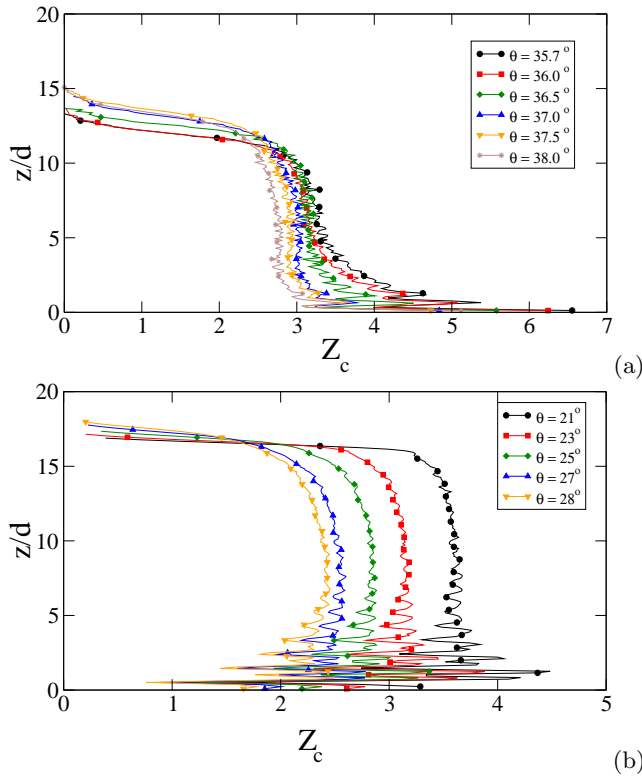 20
15
10
5
0
z/d
θ = 35.7 °
θ = 36.0 °
θ = 36.5 °
θ = 37.0 °
θ = 37.5 °
θ = 38.0 °
0 1 2 3 4 5 6 7
Z_c
(a)
20
15
10
5
0
z/d
θ = 21°
θ = 23°
θ = 25°
θ = 27°
θ = 28°
0 1 2 3 4 5
Z_c
(b)